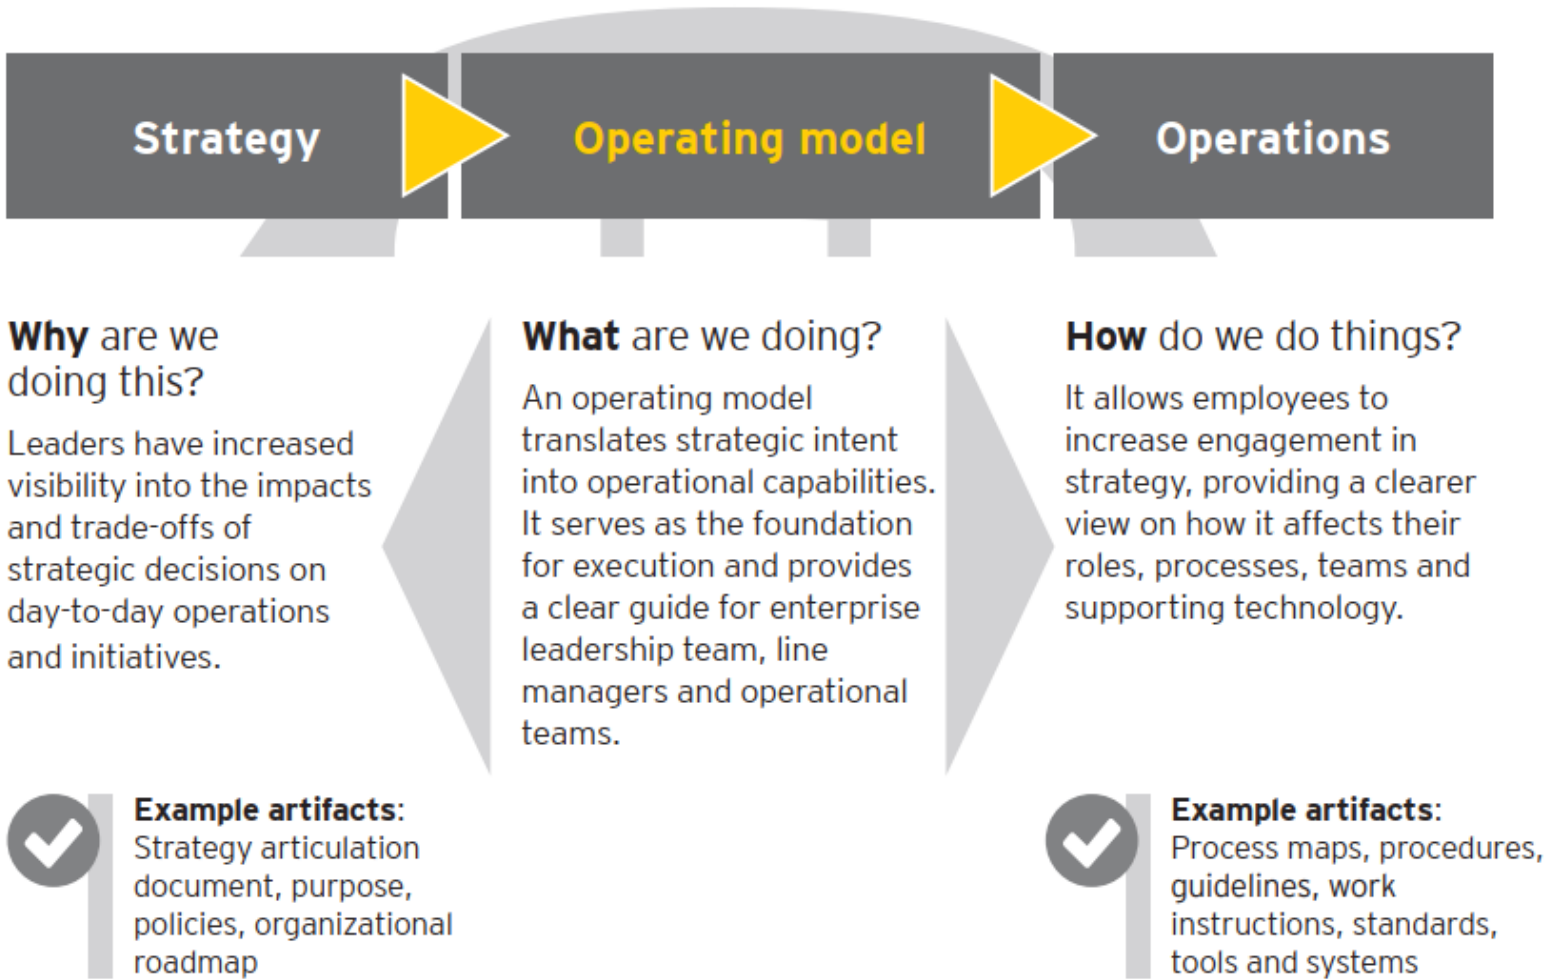 Strategy
Operating model
Operations
Why are we
doing this?
Leaders have increased
visibility into the impacts
and trade-offs of
strategic decisions on
day-to-day operations
and initiatives.
What are we doing?
An operating model
translates strategic intent
into operational capabilities.
It serves as the foundation
for execution and provides
a clear guide for enterprise
leadership team, line
managers and operational
teams.
How do we do things?
It allows employees to
increase engagement in
strategy, providing a clearer
view on how it affects their
roles, processes, teams and
supporting technology.
Example artifacts:
Strategy articulation
document, purpose,
policies, organizational
roadmap
Example artifacts:
Process maps, procedures,
guidelines, work
instructions, standards,
tools and systems